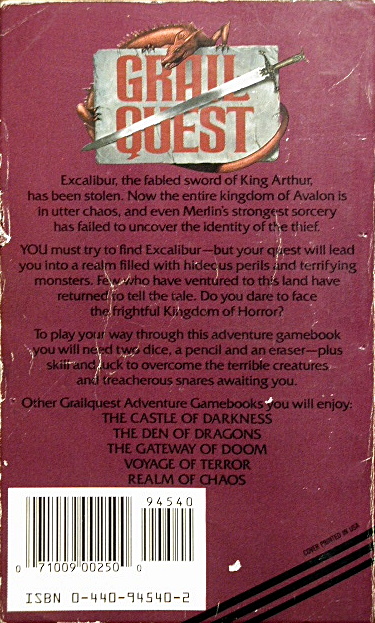 GRAIL
QUEST
Excalibur, the fabled sword of King Arthur,
has been stolen. Now the entire kingdom of Avalon is
in utter chaos, and even Merlin's strongest sorcery
has failed to uncover the identity of the thief.
YOU must try to find Excalibur—but your quest will lead
you into a realm filled with hideous perils and terrifying
monsters. Few who have ventured to this land have
returned to tell the tale. Do you dare to face
the frightful Kingdom of Horror?
To play your way through this adventure gamebook
you will need two dice, a pencil and an eraser—plus
skill and luck to overcome the terrible creatures
and treacherous snares awaiting you.
Other Grailquest Adventure Gamebooks you will enjoy:
THE CASTLE OF DARKNESS
THE DEN OF DRAGONS
THE GATEWAY OF DOOM
VOYAGE OF TERROR
REALM OF CHAOS
94540
0 71009 00250 0
ISBN 0-440-94540-2
COVER PRINTED IN USA